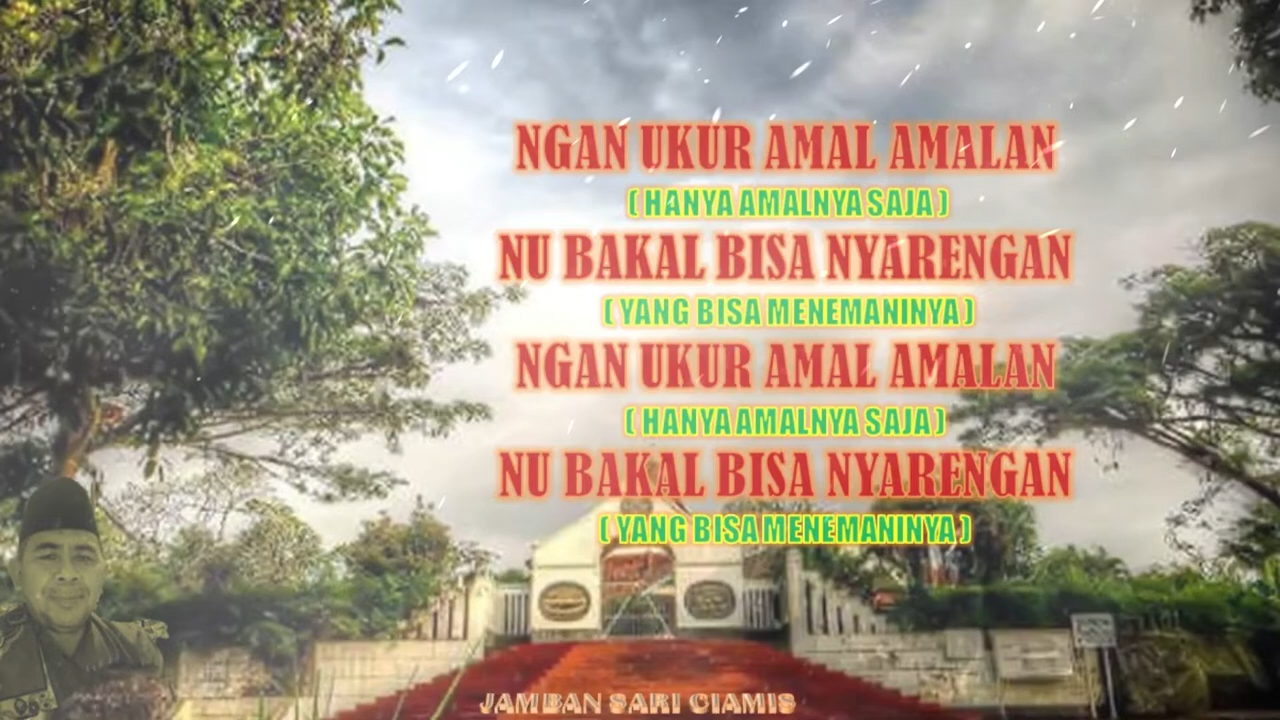 NGAN UKUR AMAL AMALAN
( HANYA AMALNYA SAJA )
NU BAKAL BISA NYARENGAN
( YANG BISA MENEMANINYA )
NGAN UKUR AMAL AMALAN
( HANYA AMALNYA SAJA )
NU BAKAL BISA NYARENGAN
( YANG BISA MENEMANINYA )
JAMBAN SARI CIAMIS